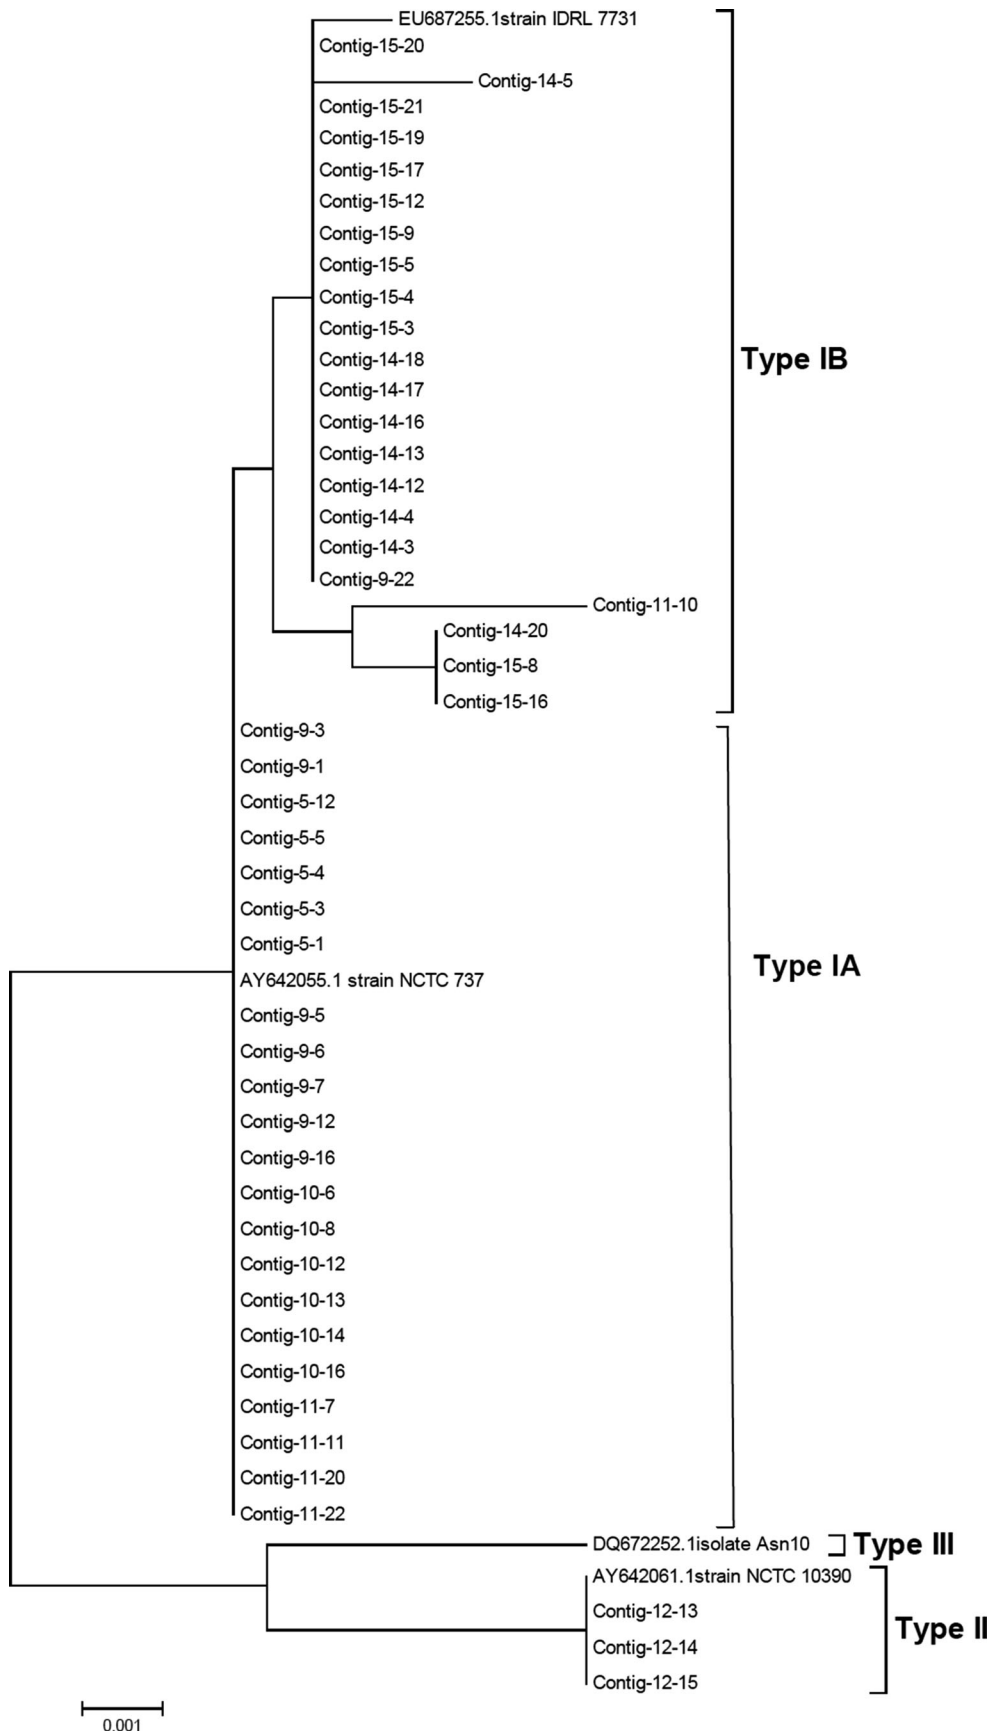 EU687255.1strain IDRL 7731
Contig-15-20
Contig-14-5
Contig-15-21
Contig-15-19
Contig-15-17
Contig-15-12
Contig-15-9
Contig-15-5
Contig-15-4
Contig-15-3
Contig-14-18
Contig-14-17
Contig-14-16
Contig-14-13
Contig-14-12
Contig-14-4
Contig-14-3
Contig-9-22
Contig-11-10
Contig-14-20
Contig-15-8
Contig-15-16
Type IB
Contig-9-3
Contig-9-1
Contig-5-12
Contig-5-5
Contig-5-4
Contig-5-3
Contig-5-1
AY642055.1 strain NCTC 737
Contig-9-5
Contig-9-6
Contig-9-7
Contig-9-12
Contig-9-16
Contig-10-6
Contig-10-8
Contig-10-12
Contig-10-13
Contig-10-14
Contig-10-16
Contig-11-7
Contig-11-11
Contig-11-20
Contig-11-22
Type IA
DQ672252.1isolate Asn10
Type III
AY642061.1strain NCTC 10390
Contig-12-13
Contig-12-14
Contig-12-15
Type II
0.001